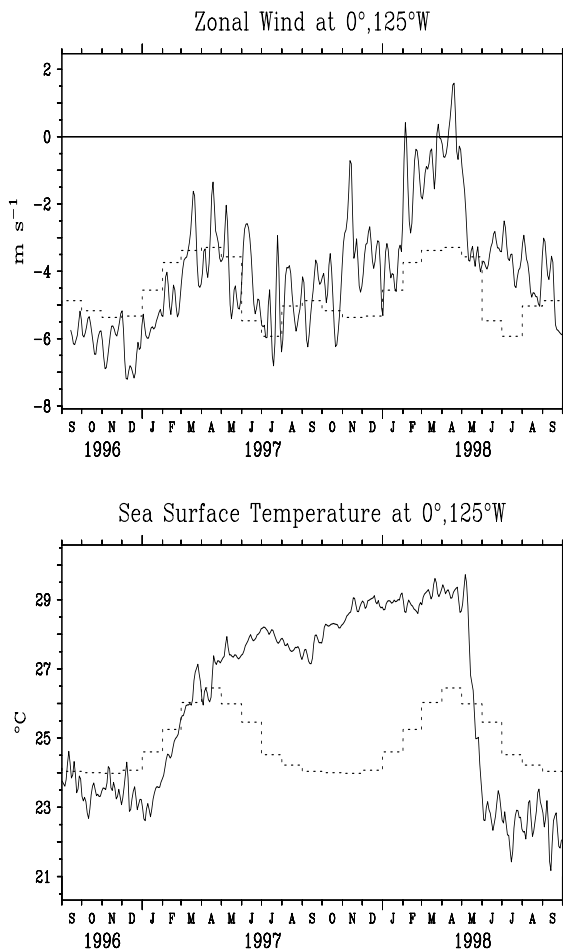 Zonal Wind at 0°,125°W
m s⁻¹
2
0
-2
-4
-6
-8
S O N D J F M A M J J A S O N D J F M A M J J A S
1996 1997 1998
Sea Surface Temperature at 0°,125°W
°C
29
27
25
23
21
S O N D J F M A M J J A S O N D J F M A M J J A S
1996 1997 1998